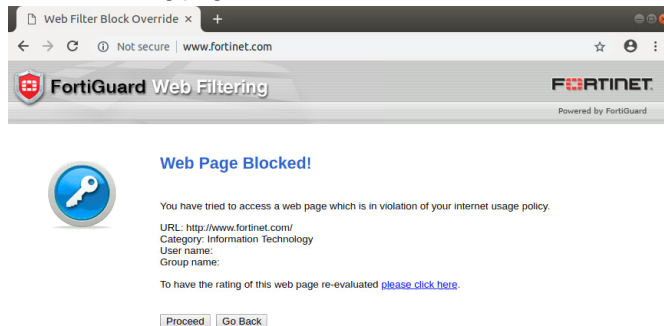 Web Filter Block Override
Not secure www.fortinet.com
FortiGuard Web Filtering
FORTINET
Powered by FortiGuard
Web Page Blocked!
You have tried to access a web page which is in violation of your internet usage policy.
URL: http://www.fortinet.com/
Category: Information Technology
User name:
Group name:
To have the rating of this web page re-evaluated please click here.
Proceed Go Back